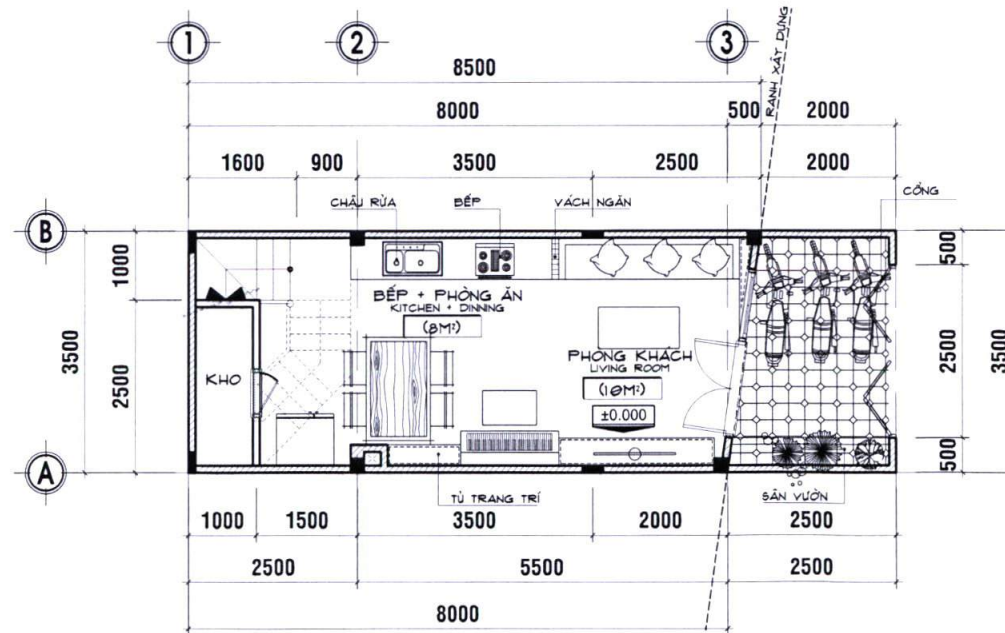 1
2
3
RANH XÂY DỰNG
8500
8000
500
2000
1600
900
3500
2500
2000
CHẬU RỬA
BẾP
VÁCH NGĂN
CỔNG
B
A
3500
1000
2500
500
2500
500
3500
BẾP + PHÒNG ĂN
KITCHEN + DINNING
(8M²)
KHO
PHÒNG KHÁCH
LIVING ROOM
(16M²)
±0.000
TỦ TRANG TRÍ
SÂN VƯỜN
1000
1500
3500
2000
2500
2500
5500
2500
8000